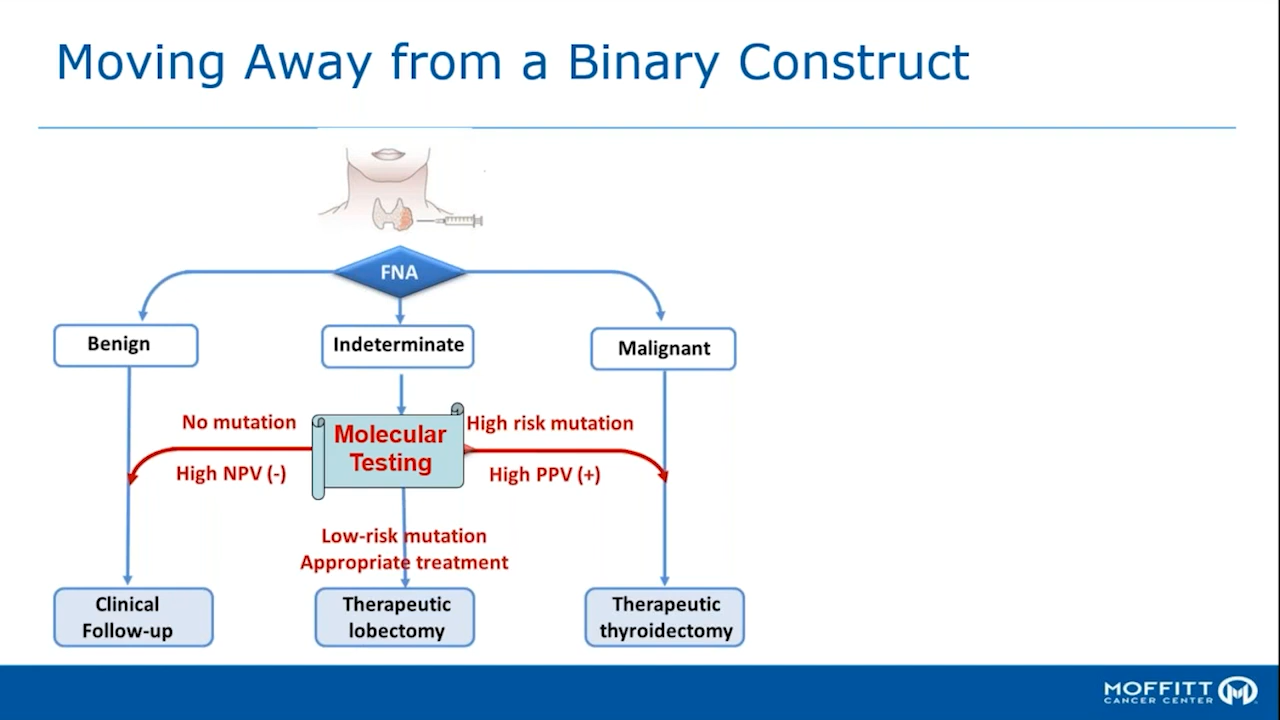 Moving Away from a Binary Construct
FNA
Benign
Indeterminate
Malignant
No mutation
High risk mutation
Molecular
Testing
High NPV (-)
High PPV (+)
Low-risk mutation
Appropriate treatment
Clinical
Follow-up
Therapeutic
lobectomy
Therapeutic
thyroidectomy
MOFFITT
CANCER CENTER